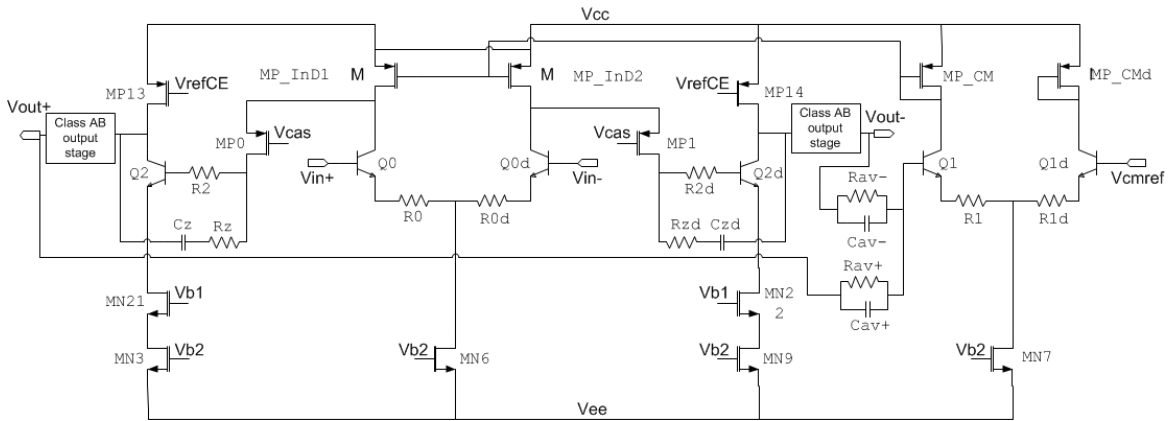 Vcc
MP_InD1
M
M
MP_InD2
MP_CM
MP_CMd
VrefCE
MP13
VrefCE
MP14
Vout+
Class AB
output
stage
Vcas
MP0
Vcas
MP1
Class AB
output
stage
Vout-
Q2
R2
Vin+
Q0
Q0d
Vin-
R2d
Q2d
Rav-
Cav-
Q1
Q1d
Vcmref
R0
R0d
R1
R1d
Cz
Rz
Rzd
Czd
Rav+
Cav+
MN21
Vb1
Vb1
MN2
2
MN3
Vb2
Vb2
MN6
Vb2
MN9
Vb2
MN7
Vee